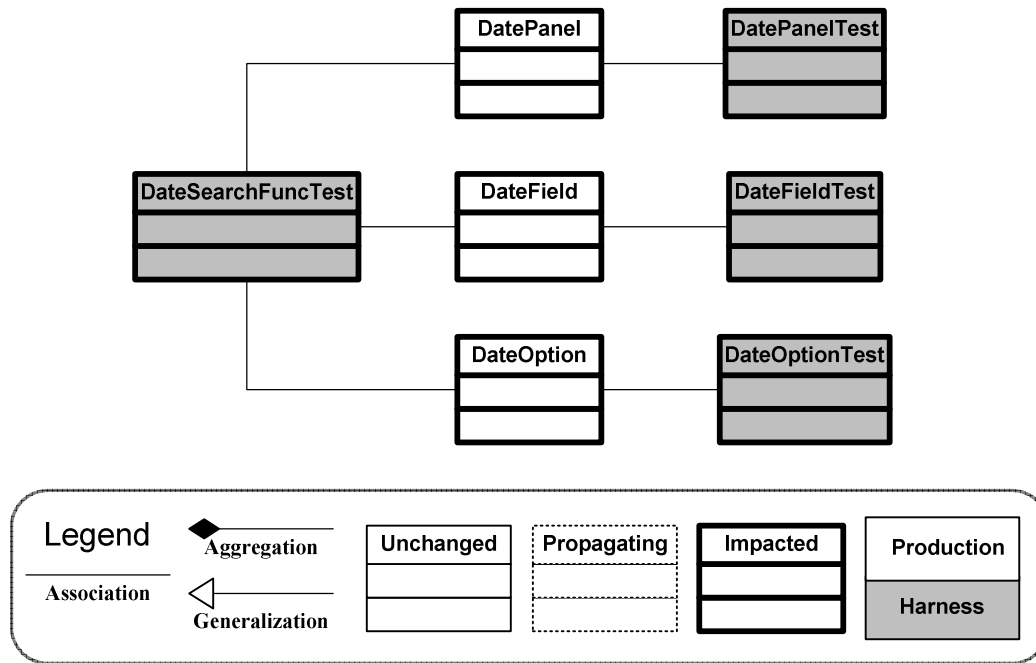 DatePanel
DatePanelTest
DateSearchFuncTest
DateField
DateFieldTest
DateOption
DateOptionTest
Legend
Association
Aggregation
Generalization
Unchanged
Propagating
Impacted
Production
Harness